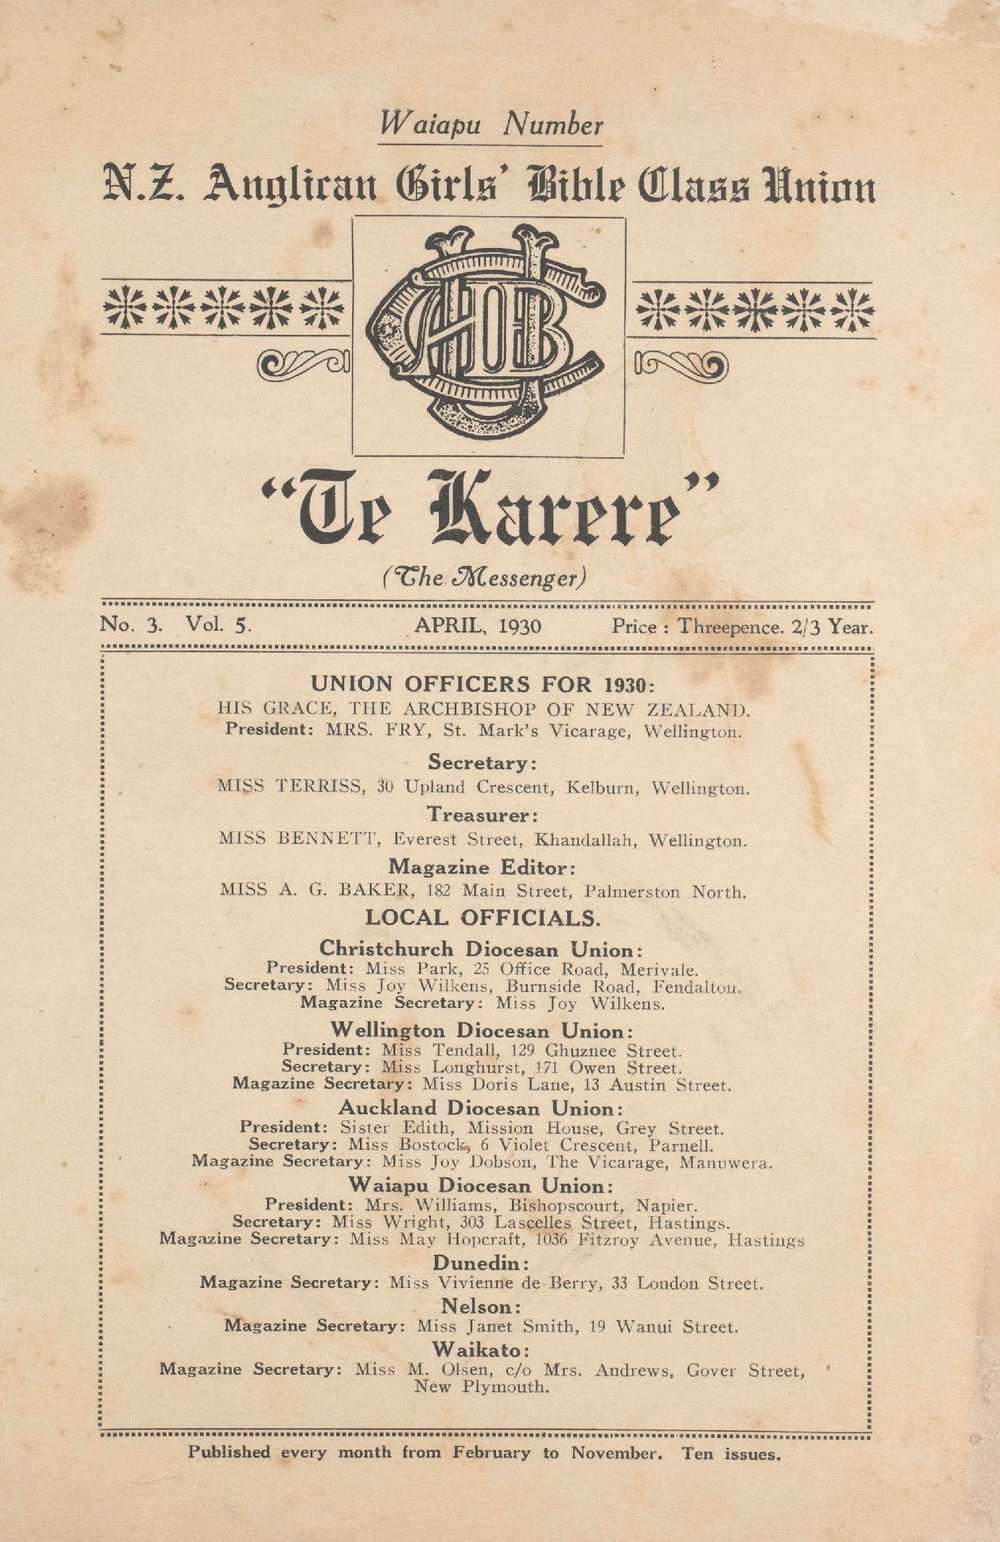 Waiapu Number
N.Z. Anglican Girls' Bible Class Union
"Te Karere"
(The Messenger)
No. 3. Vol. 5. APRIL, 1930 Price : Threepence. 2/3 Year.
UNION OFFICERS FOR 1930:
HIS GRACE, THE ARCHBISHOP OF NEW ZEALAND.
President: MRS. FRY, St. Mark's Vicarage, Wellington.
Secretary:
MISS TERRISS, 30 Upland Crescent, Kelburn, Wellington.
Treasurer:
MISS BENNETT, Everest Street, Khandallah, Wellington.
Magazine Editor:
MISS A. G. BAKER, 182 Main Street, Palmerston North.
LOCAL OFFICIALS.
Christchurch Diocesan Union:
President: Miss Park, 25 Office Road, Merivale.
Secretary: Miss Joy Wilkens, Burnside Road, Fendalton.
Magazine Secretary: Miss Joy Wilkens.
Wellington Diocesan Union:
President: Miss Tendall, 129 Ghuznee Street.
Secretary: Miss Longhurst, 171 Owen Street.
Magazine Secretary: Miss Doris Lane, 13 Austin Street.
Auckland Diocesan Union:
President: Sister Edith, Mission House, Grey Street.
Secretary: Miss Bostock, 6 Violet Crescent, Parnell.
Magazine Secretary: Miss Joy Dobson, The Vicarage, Manuwera.
Waiapu Diocesan Union:
President: Mrs. Williams, Bishopscourt, Napier.
Secretary: Miss Wright, 303 Lascelles Street, Hastings.
Magazine Secretary: Miss May Hopcraft, 1036 Fitzroy Avenue, Hastings
Dunedin:
Magazine Secretary: Miss Vivienne de Berry, 33 London Street.
Nelson:
Magazine Secretary: Miss Janet Smith, 19 Wanui Street.
Waikato:
Magazine Secretary: Miss M. Olsen, c/o Mrs. Andrews, Gover Street,
New Plymouth.
Published every month from February to November. Ten issues.